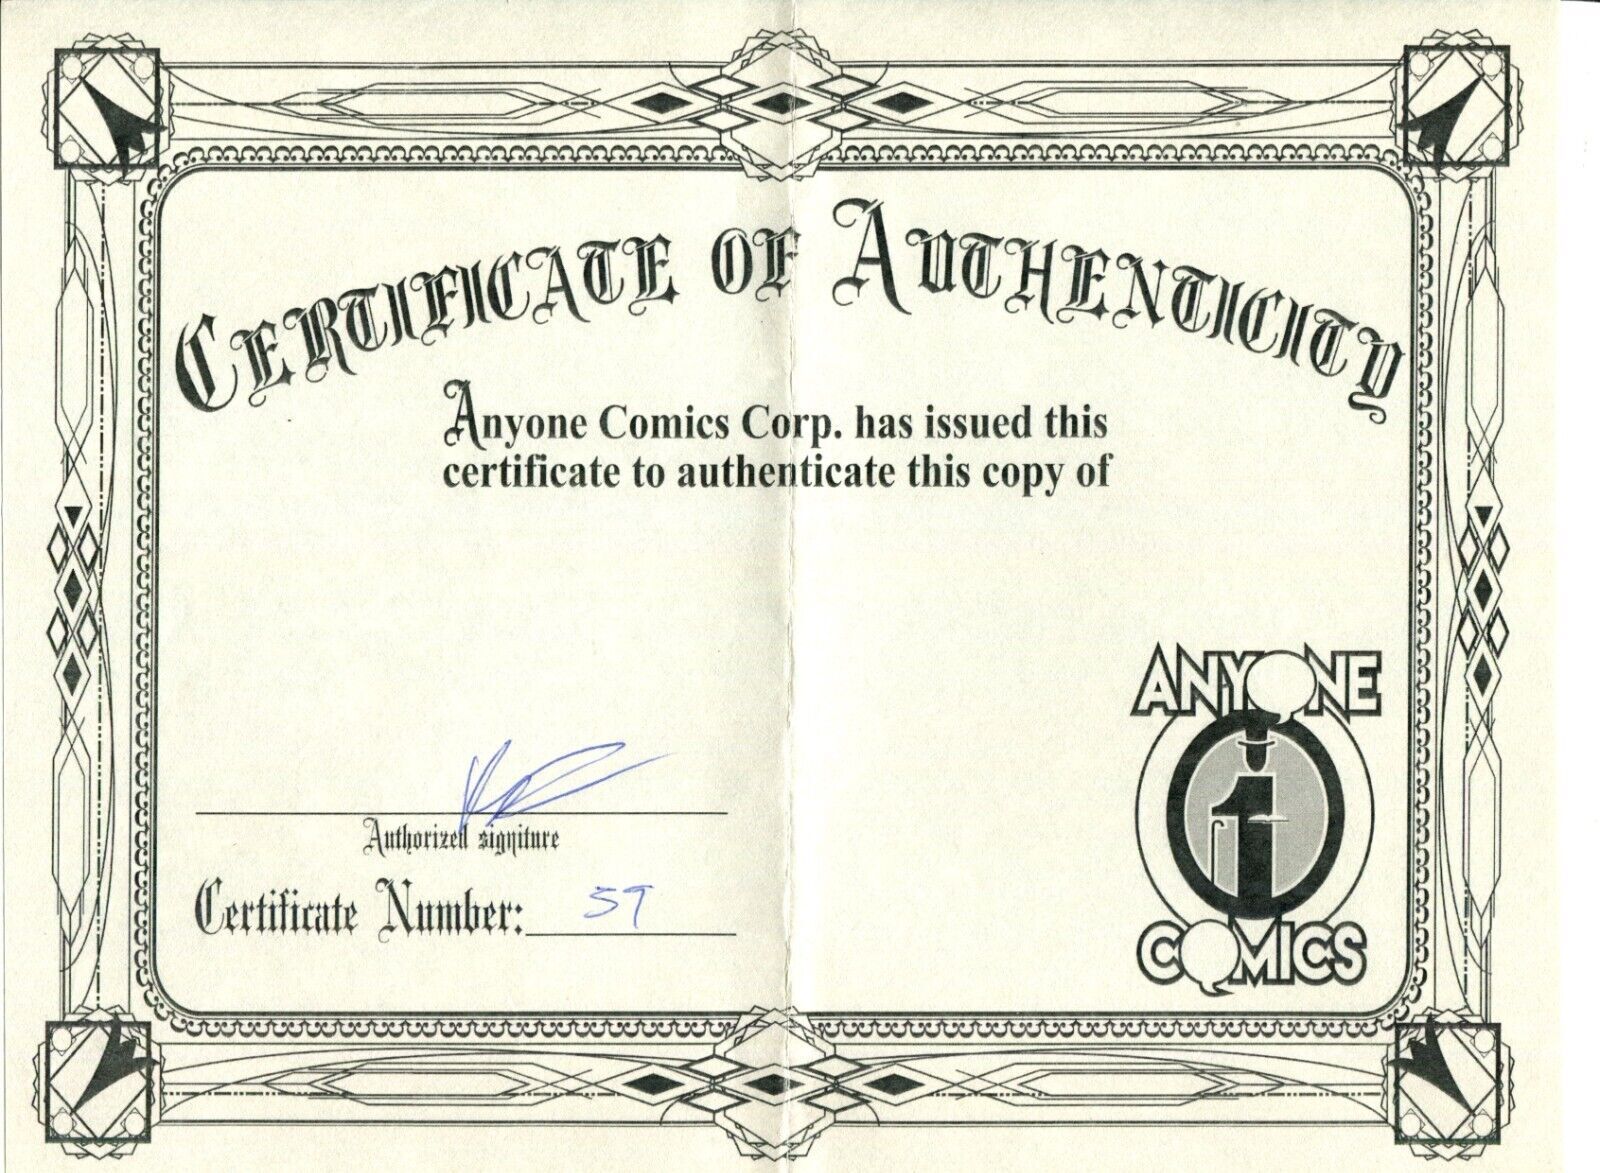 Certificate of Authenticity
Anyone Comics Corp. has issued this
certificate to authenticate this copy of
Authorized signiture
Certificate Number: 59
ANYONE
1
COMICS